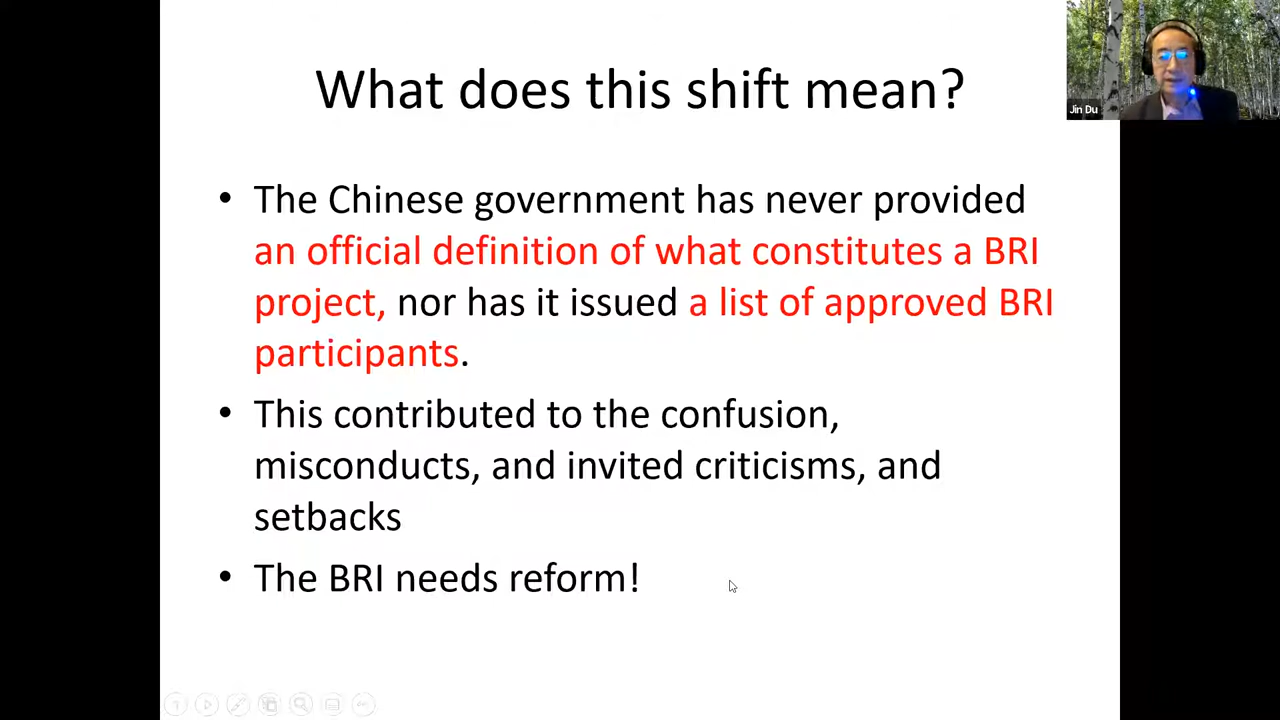 What does this shift mean?
Jin Du
• The Chinese government has never provided
an official definition of what constitutes a BRI
project, nor has it issued a list of approved BRI
participants.
• This contributed to the confusion,
misconducts, and invited criticisms, and
setbacks
• The BRI needs reform!